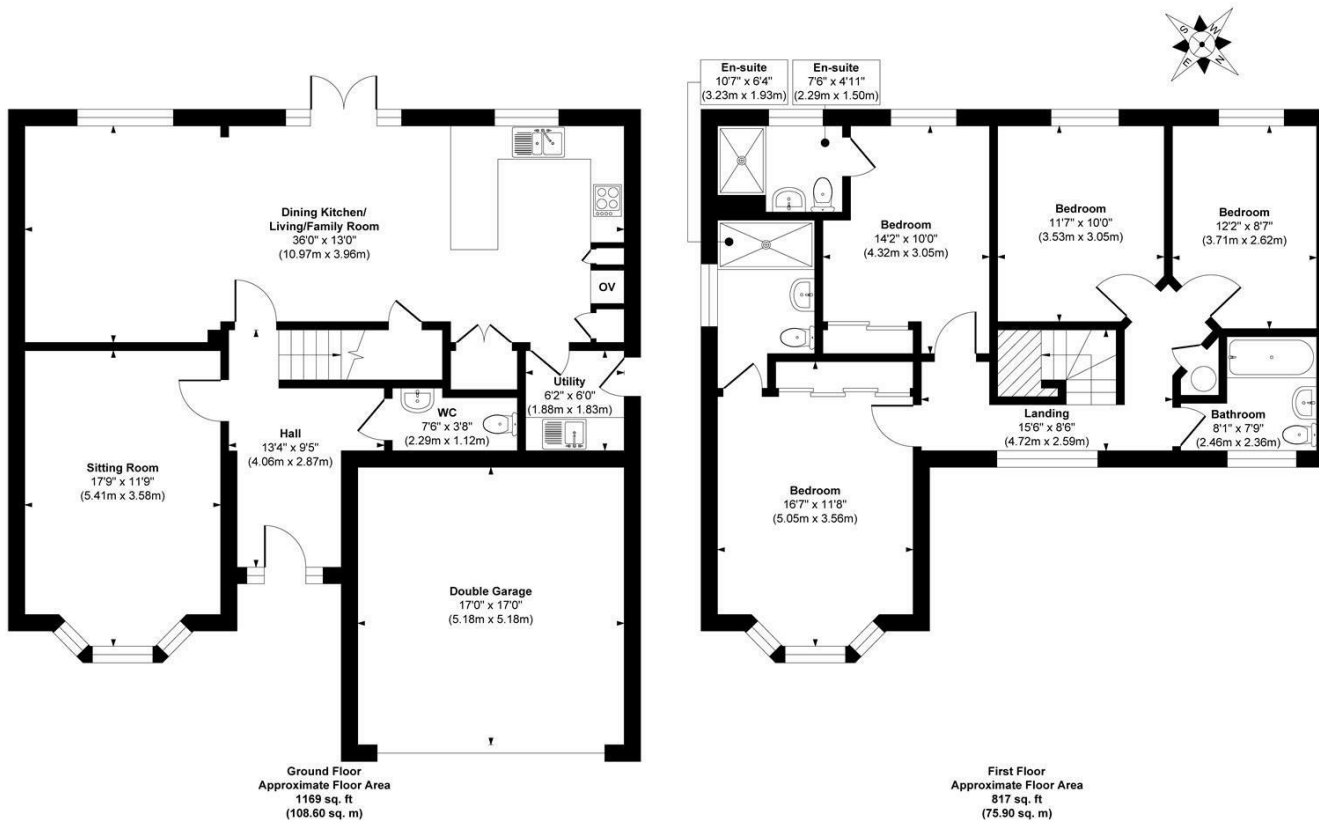 S
W
E
N
En-suite
10'7" x 6'4"
(3.23m x 1.93m)
En-suite
7'6" x 4'11"
(2.29m x 1.50m)
Dining Kitchen/
Living/Family Room
36'0" x 13'0"
(10.97m x 3.96m)
OV
Utility
6'2" x 6'0"
(1.88m x 1.83m)
WC
7'6" x 3'8"
(2.29m x 1.12m)
Hall
13'4" x 9'5"
(4.06m x 2.87m)
Sitting Room
17'9" x 11'9"
(5.41m x 3.58m)
Double Garage
17'0" x 17'0"
(5.18m x 5.18m)
Ground Floor
Approximate Floor Area
1169 sq. ft
(108.60 sq. m)
Bedroom
14'2" x 10'0"
(4.32m x 3.05m)
Bedroom
11'7" x 10'0"
(3.53m x 3.05m)
Bedroom
12'2" x 8'7"
(3.71m x 2.62m)
Landing
15'6" x 8'6"
(4.72m x 2.59m)
Bathroom
8'1" x 7'9"
(2.46m x 2.36m)
Bedroom
16'7" x 11'8"
(5.05m x 3.56m)
First Floor
Approximate Floor Area
817 sq. ft
(75.90 sq. m)